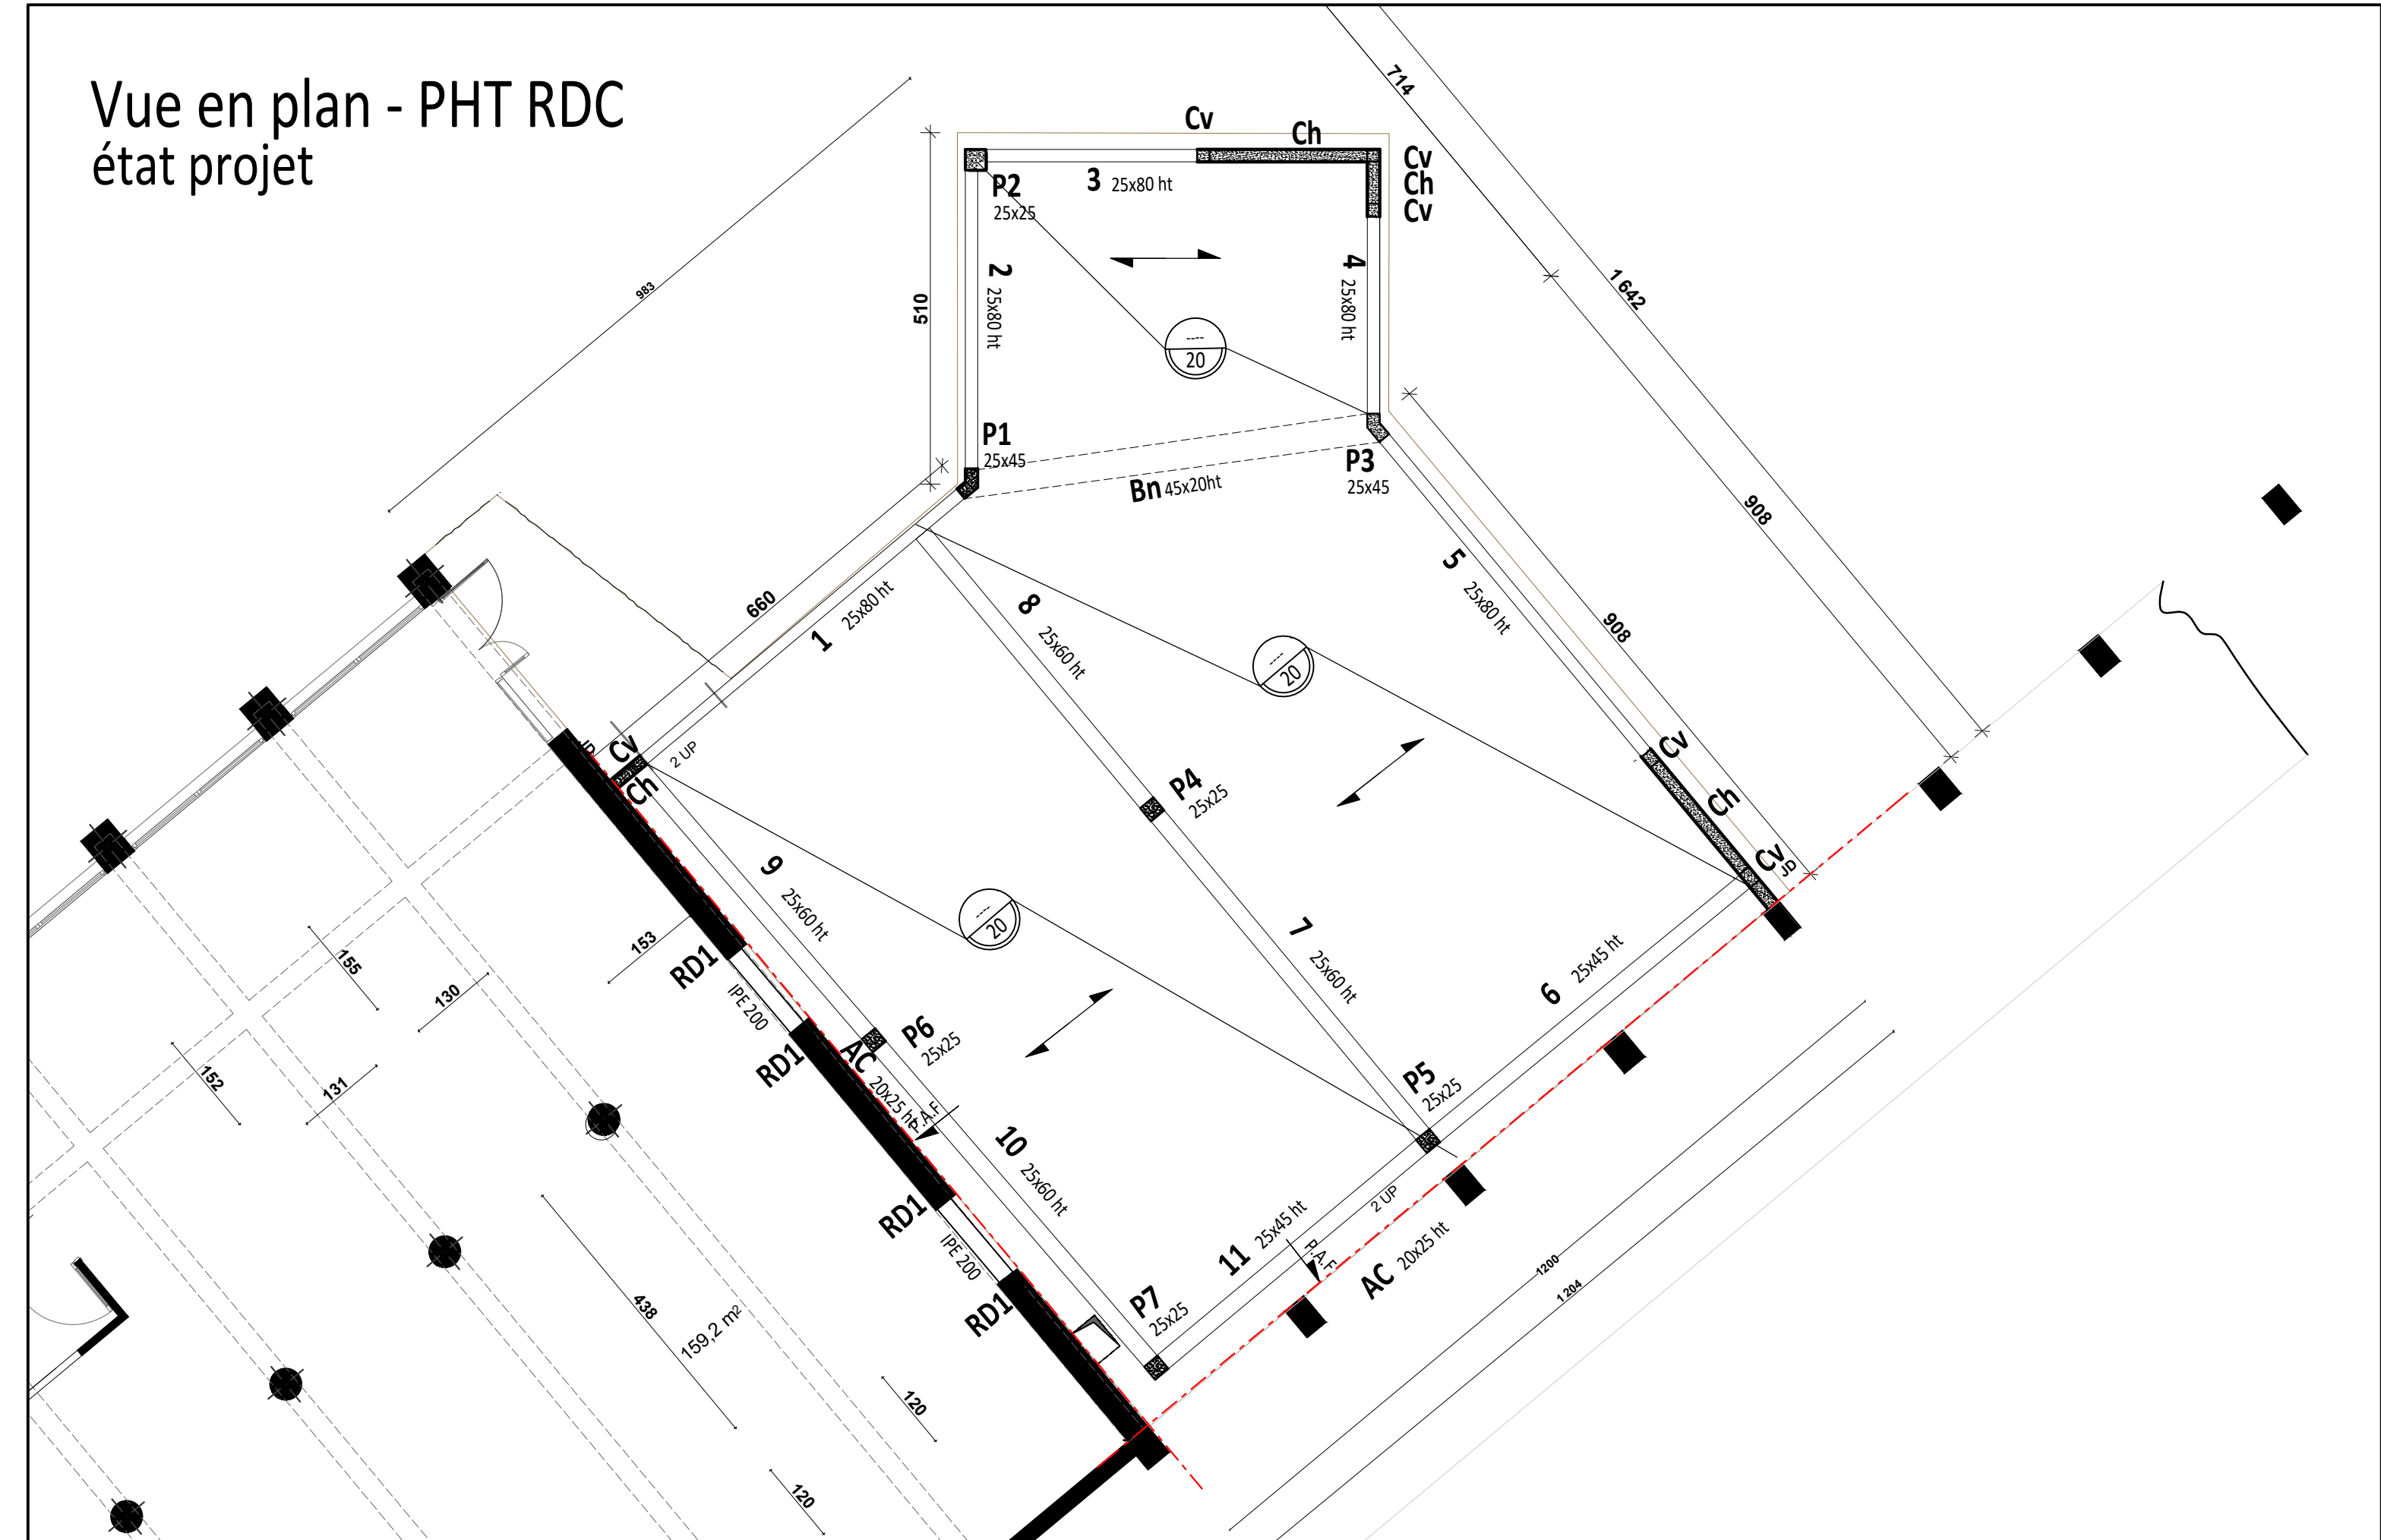 Vue en plan - PHT RDC
état projet
714
1 642
908
908
983
510
660
Cv
Ch
Cv
Ch
Cv
P2
25x25
3 25x80 ht
2 25x80 ht
4 25x80 ht
----
20
P1
25x45
P3
25x45
Bn 45x20ht
1 25x80 ht
8 25x60 ht
5 25x80 ht
----
20
JD
Cv
Ch
2 UP
P4
25x25
Cv
Ch
Cv
JD
9 25x60 ht
----
20
7 25x60 ht
6 25x45 ht
153
155
130
152
131
RD1
IPE 200
RD1
AC 20x25 ht
P.A.F
P6
25x25
10 25x60 ht
P5
25x25
RD1
IPE 200
RD1
P7
25x25
11 25x45 ht
2 UP
P.A.F
AC 20x25 ht
1200
1 204
438
159,2 m²
120
120